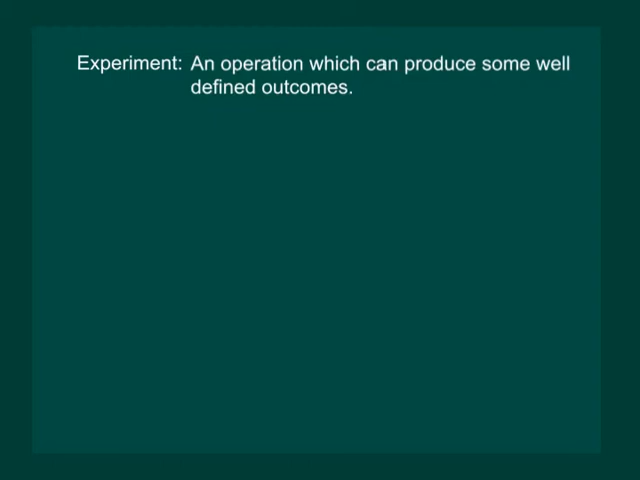 Experiment: An operation which can produce some well
defined outcomes.